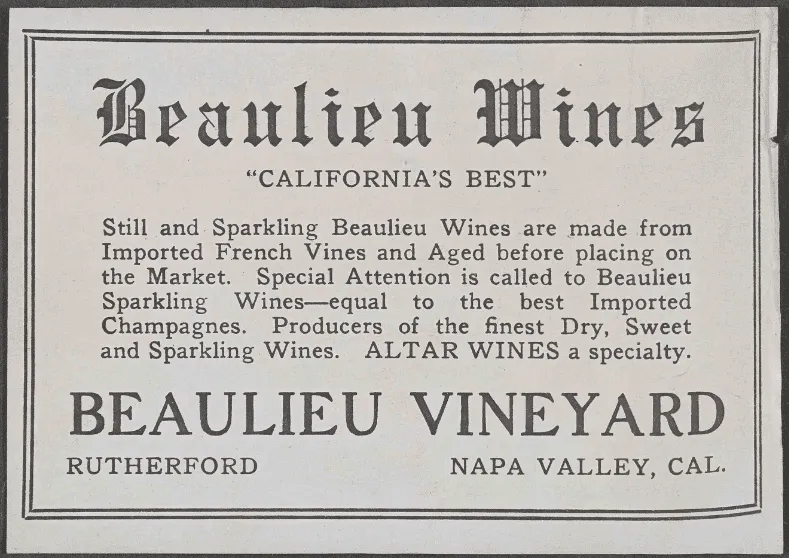 Beaulieu Wines
"CALIFORNIA'S BEST"
Still and Sparkling Beaulieu Wines are made from
Imported French Vines and Aged before placing on
the Market. Special Attention is called to Beaulieu
Sparkling Wines—equal to the best Imported
Champagnes. Producers of the finest Dry, Sweet
and Sparkling Wines. ALTAR WINES a specialty.
BEAULIEU VINEYARD
RUTHERFORD NAPA VALLEY, CAL.